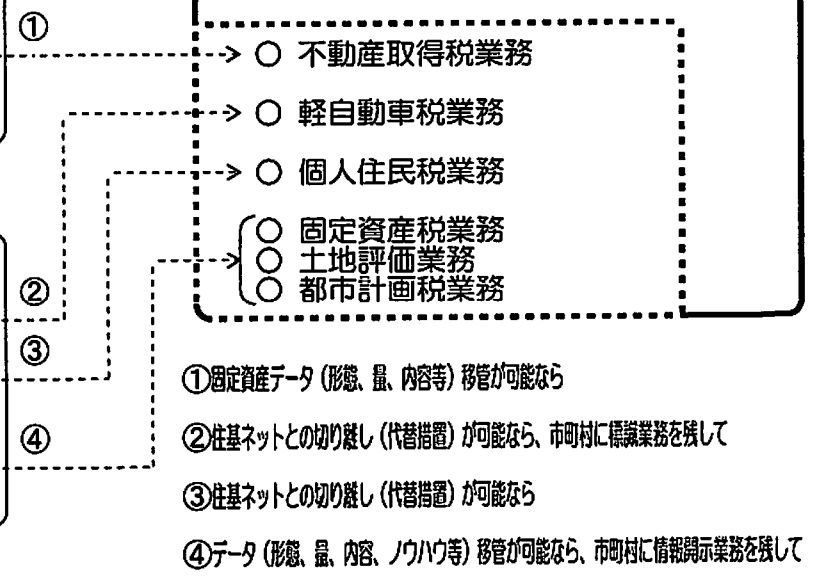 ①
○ 不動産取得税業務
○ 軽自動車税業務
○ 個人住民税業務
○ 固定資産税業務
○ 土地評価業務
○ 都市計画税業務
②
③
④
①固定資産データ（形態、量、内容等）移管が可能なら
②住基ネットとの切り離し（代替措置）が可能なら、市町村に標識業務を残して
③住基ネットとの切り離し（代替措置）が可能なら
④データ（形態、量、内容、ノウハウ等）移管が可能なら、市町村に情報開示業務を残して